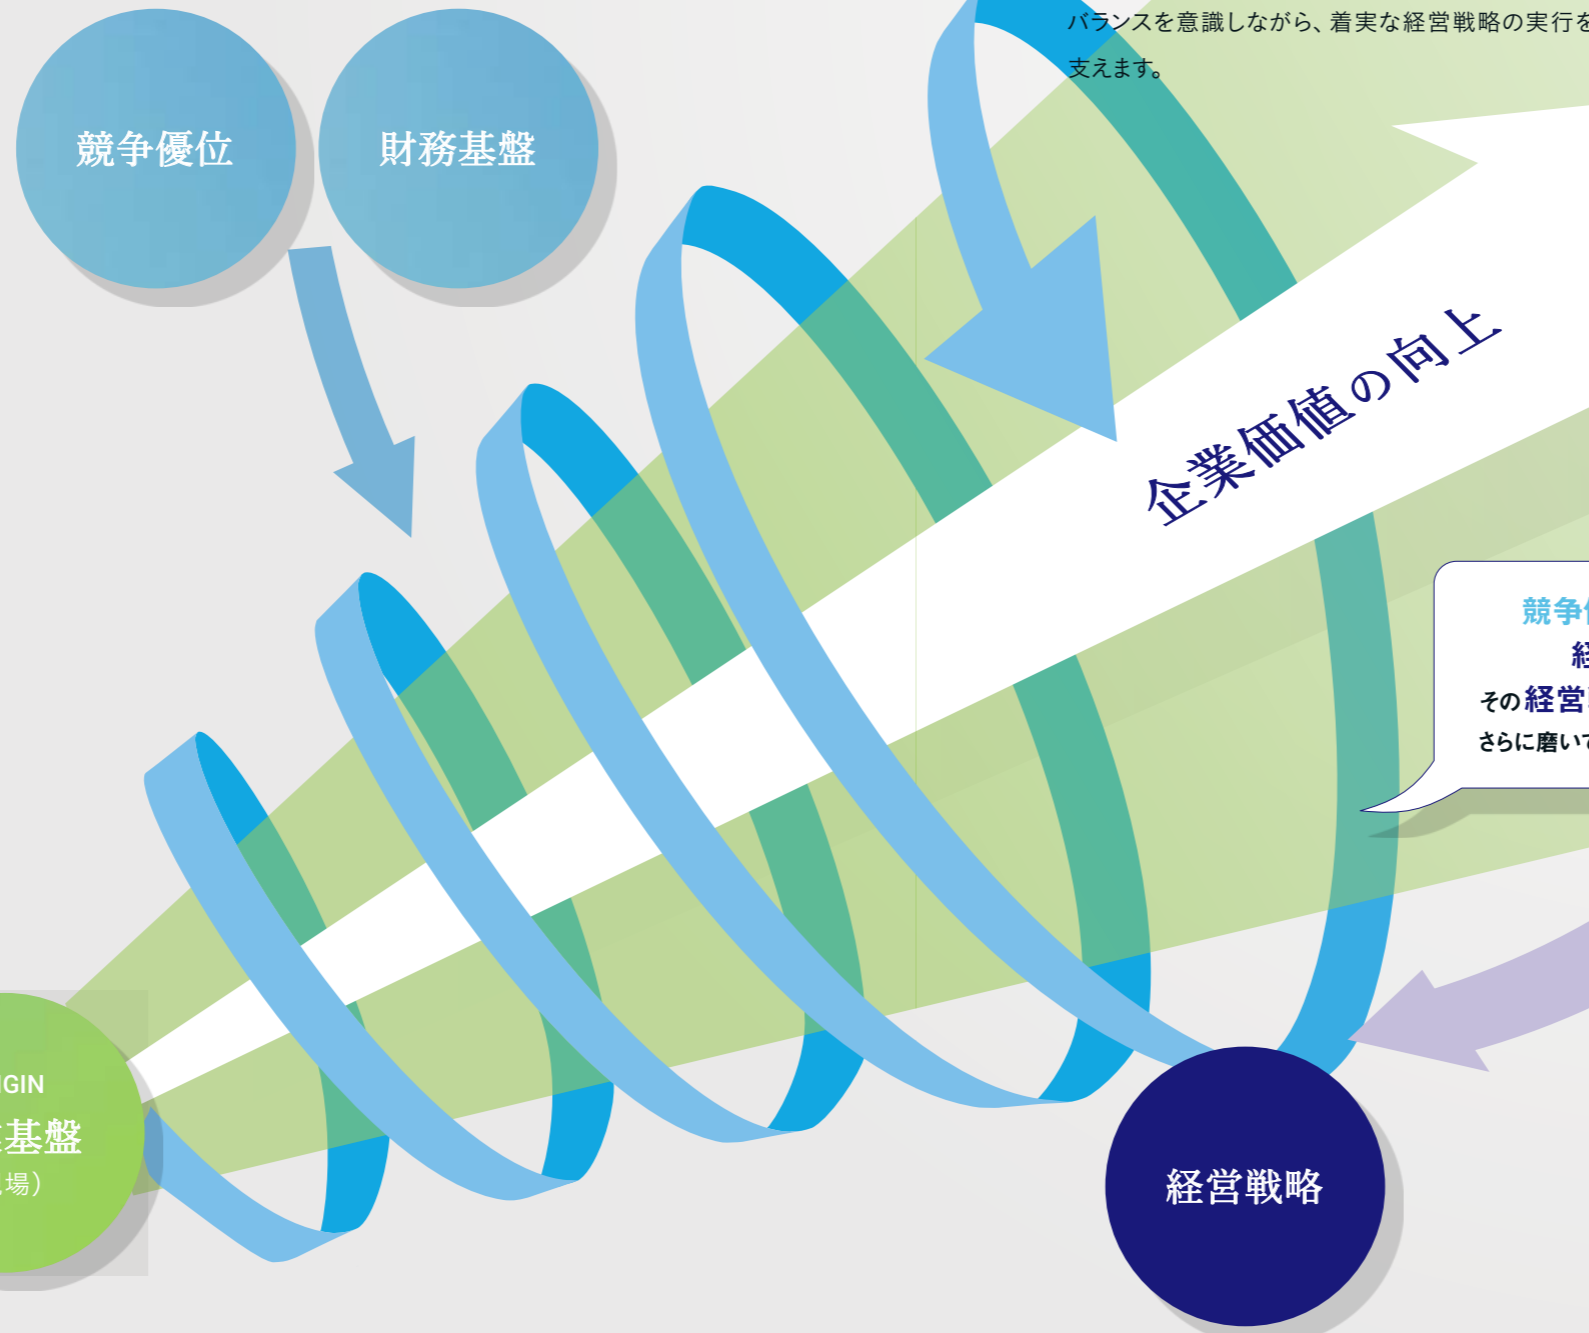 バランスを意識しながら、着実な経営戦略の実行を
支えます。
競争優位
財務基盤
企業価値の向上
競争
経
その経営
さらに磨いて
GIN
基盤
場）
経営戦略